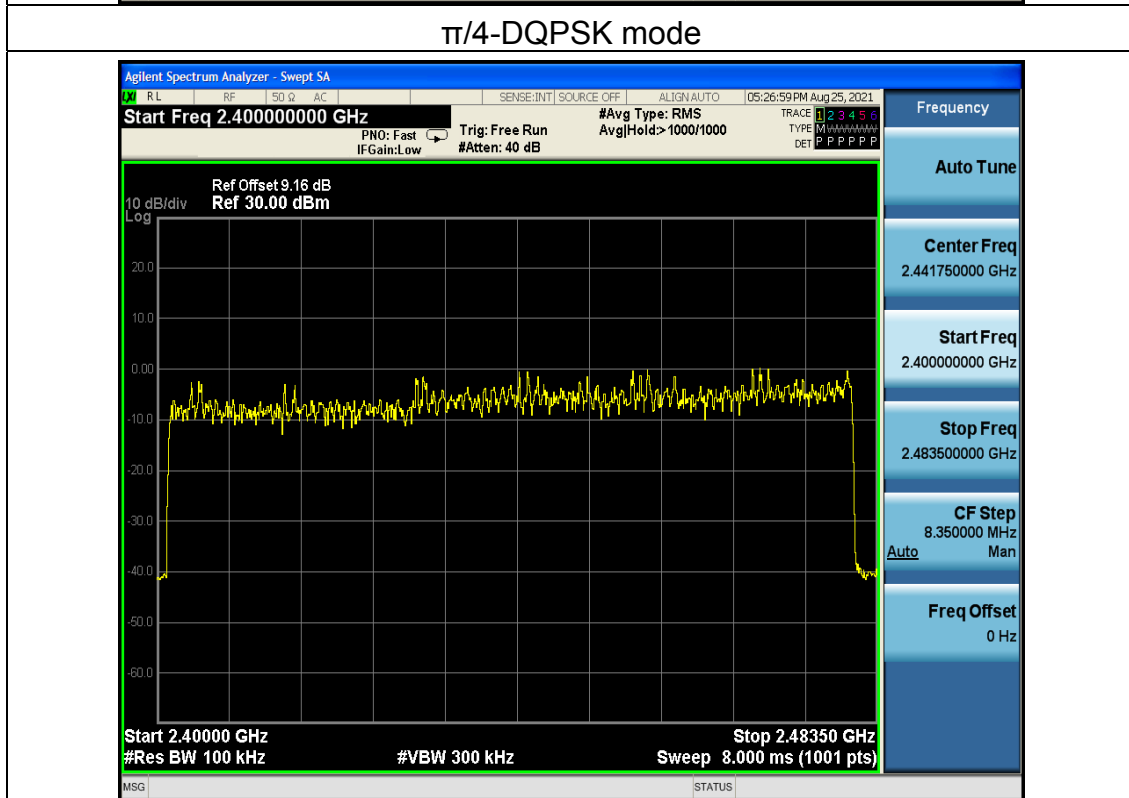 π/4-DQPSK mode
Agilent Spectrum Analyzer - Swept SA
LXI RL RF 50 Ω AC SENSE:INT SOURCE OFF ALIGN AUTO 05:26:59 PM Aug 25, 2021
Start Freq 2.400000000 GHz
PNO: Fast
IFGain:Low
Trig: Free Run
#Atten: 40 dB
#Avg Type: RMS
Avg|Hold:>1000/1000
TRACE 1 2 3 4 5 6
TYPE M WWWWW
DET P P P P P P
Ref Offset 9.16 dB
10 dB/div Ref 30.00 dBm
Log
20.0
10.0
0.00
-10.0
-20.0
-30.0
-40.0
-50.0
-60.0
Start 2.40000 GHz Stop 2.48350 GHz
#Res BW 100 kHz #VBW 300 kHz Sweep 8.000 ms (1001 pts)
MSG STATUS
Frequency
Auto Tune
Center Freq
2.441750000 GHz
Start Freq
2.400000000 GHz
Stop Freq
2.483500000 GHz
CF Step
8.350000 MHz
Auto Man
Freq Offset
0 Hz